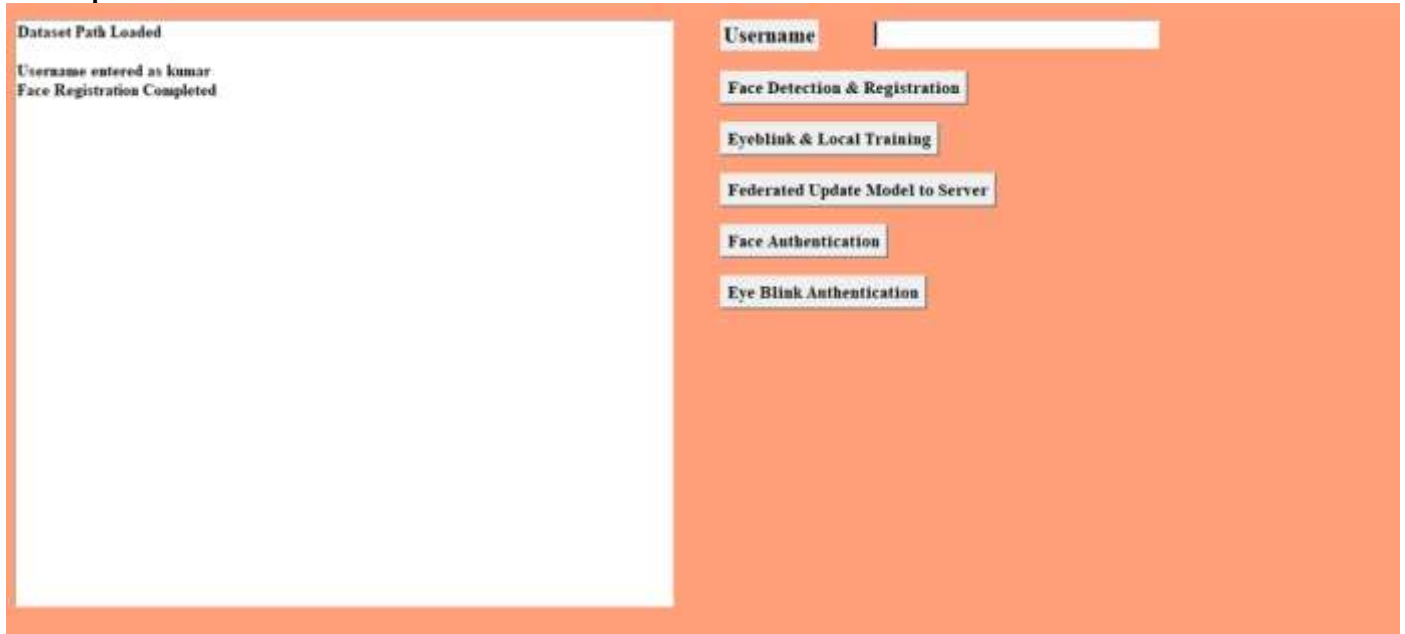 Dataset Path Loaded
Username entered as kumar
Face Registration Completed
Username
Face Detection & Registration
Eyeblink & Local Training
Federated Update Model to Server
Face Authentication
Eye Blink Authentication